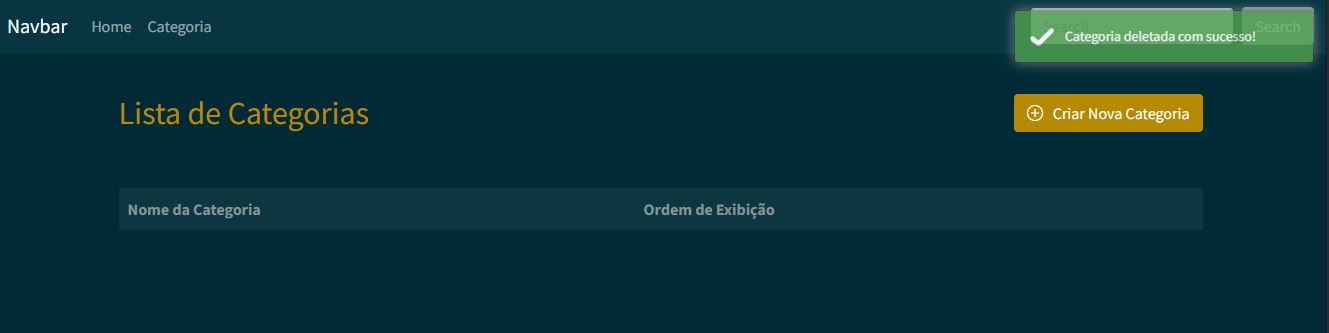 Navbar Home Categoria Search Search
Categoria deletada com sucesso!
Lista de Categorias
Criar Nova Categoria
Nome da Categoria Ordem de Exibição